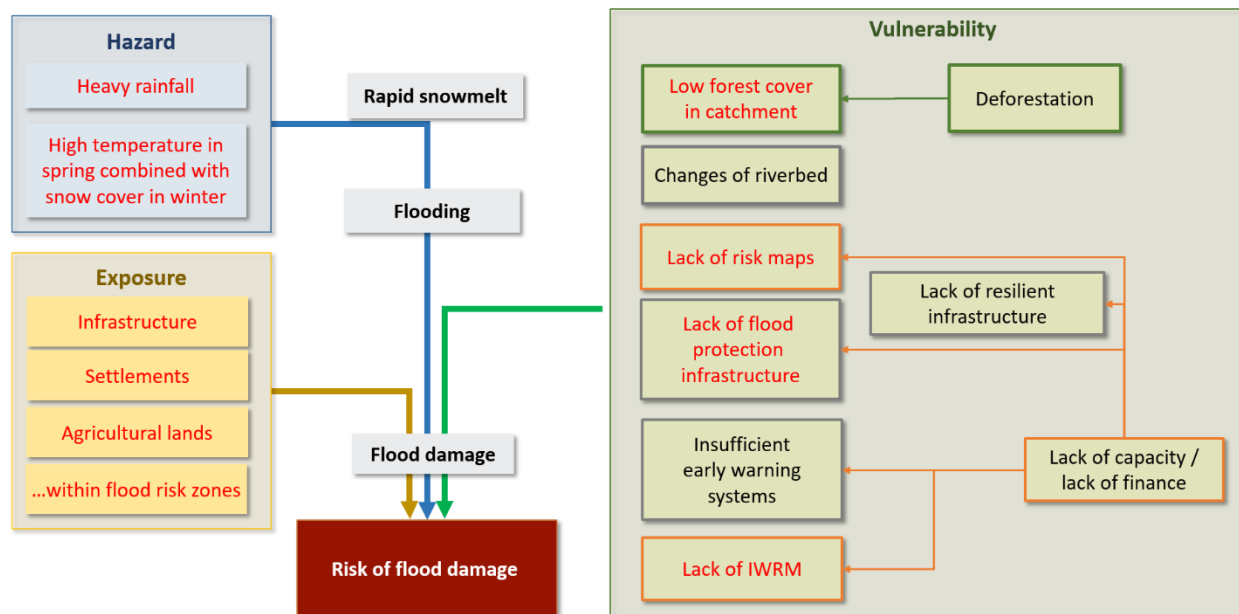 Hazard
Heavy rainfall
High temperature in
spring combined with
snow cover in winter
Exposure
Infrastructure
Settlements
Agricultural lands
...within flood risk zones
Rapid snowmelt
Flooding
Flood damage
Risk of flood damage
Vulnerability
Low forest cover
in catchment
Deforestation
Changes of riverbed
Lack of risk maps
Lack of resilient
infrastructure
Lack of flood
protection
infrastructure
Insufficient
early warning
systems
Lack of capacity /
lack of finance
Lack of IWRM